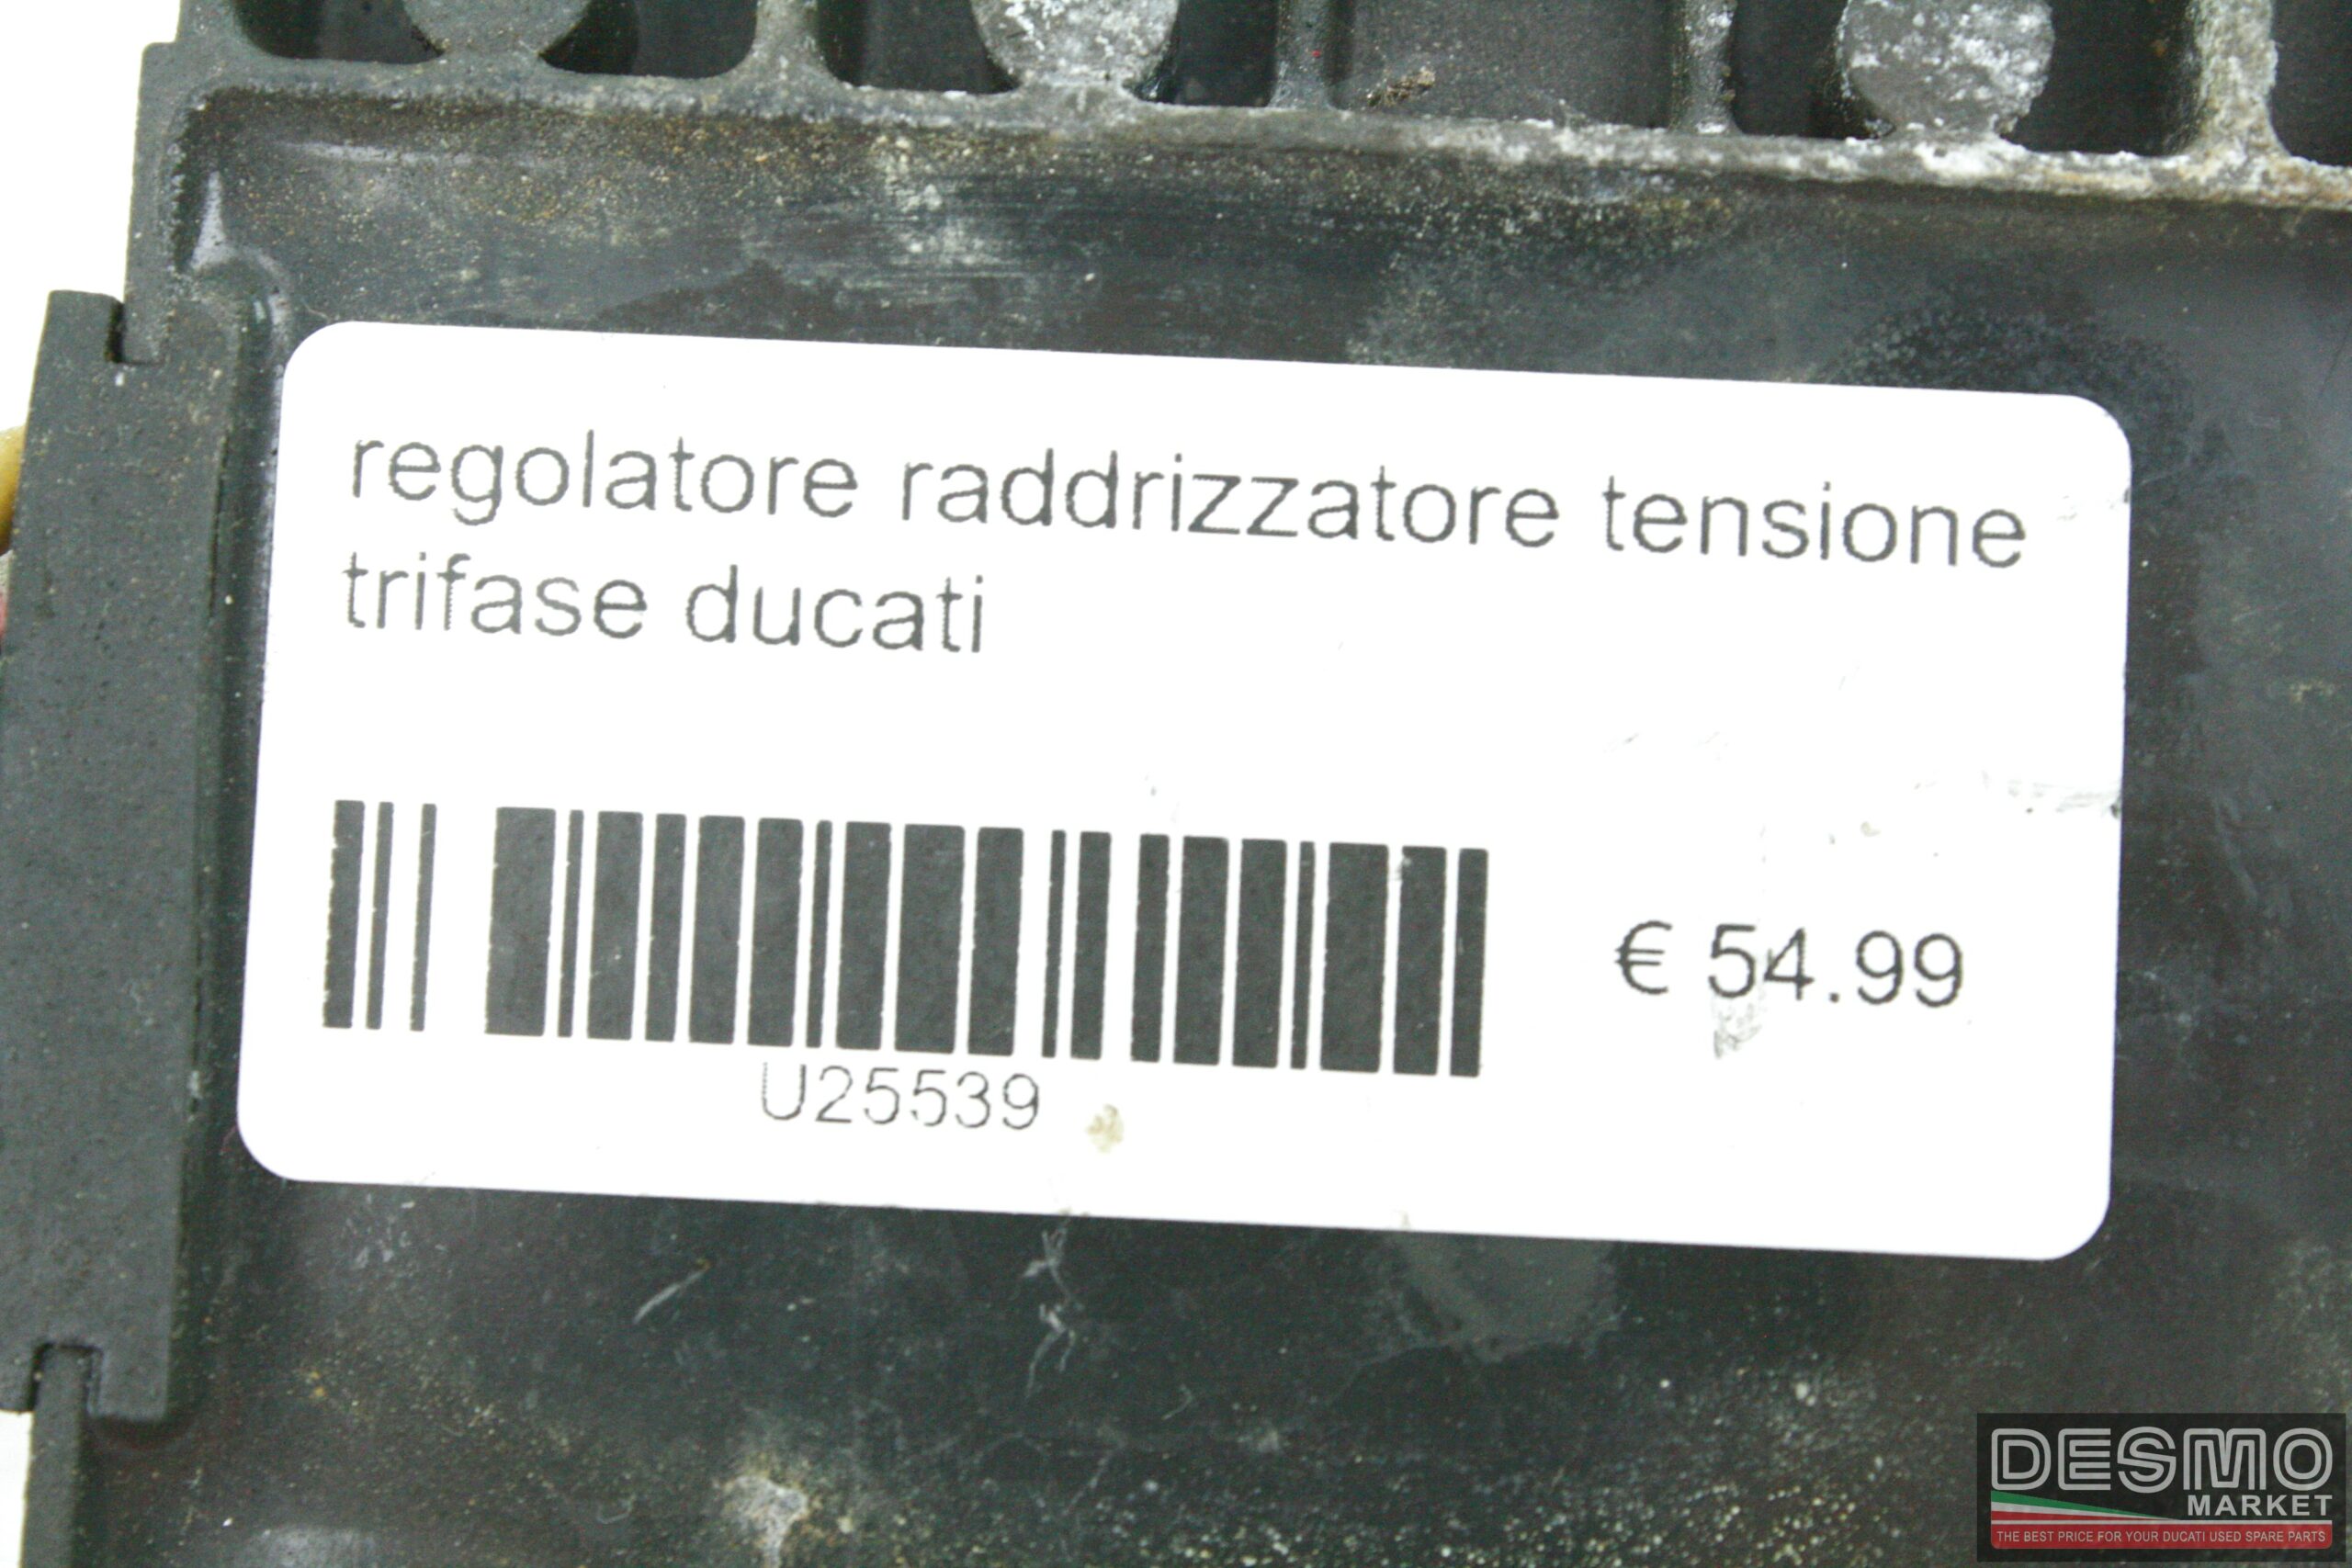 regolatore raddrizzatore tensione
trifase ducati
€ 54.99
U25539
DESMO
MARKET
THE BEST PRICE FOR YOUR DUCATI USED SPARE PARTS